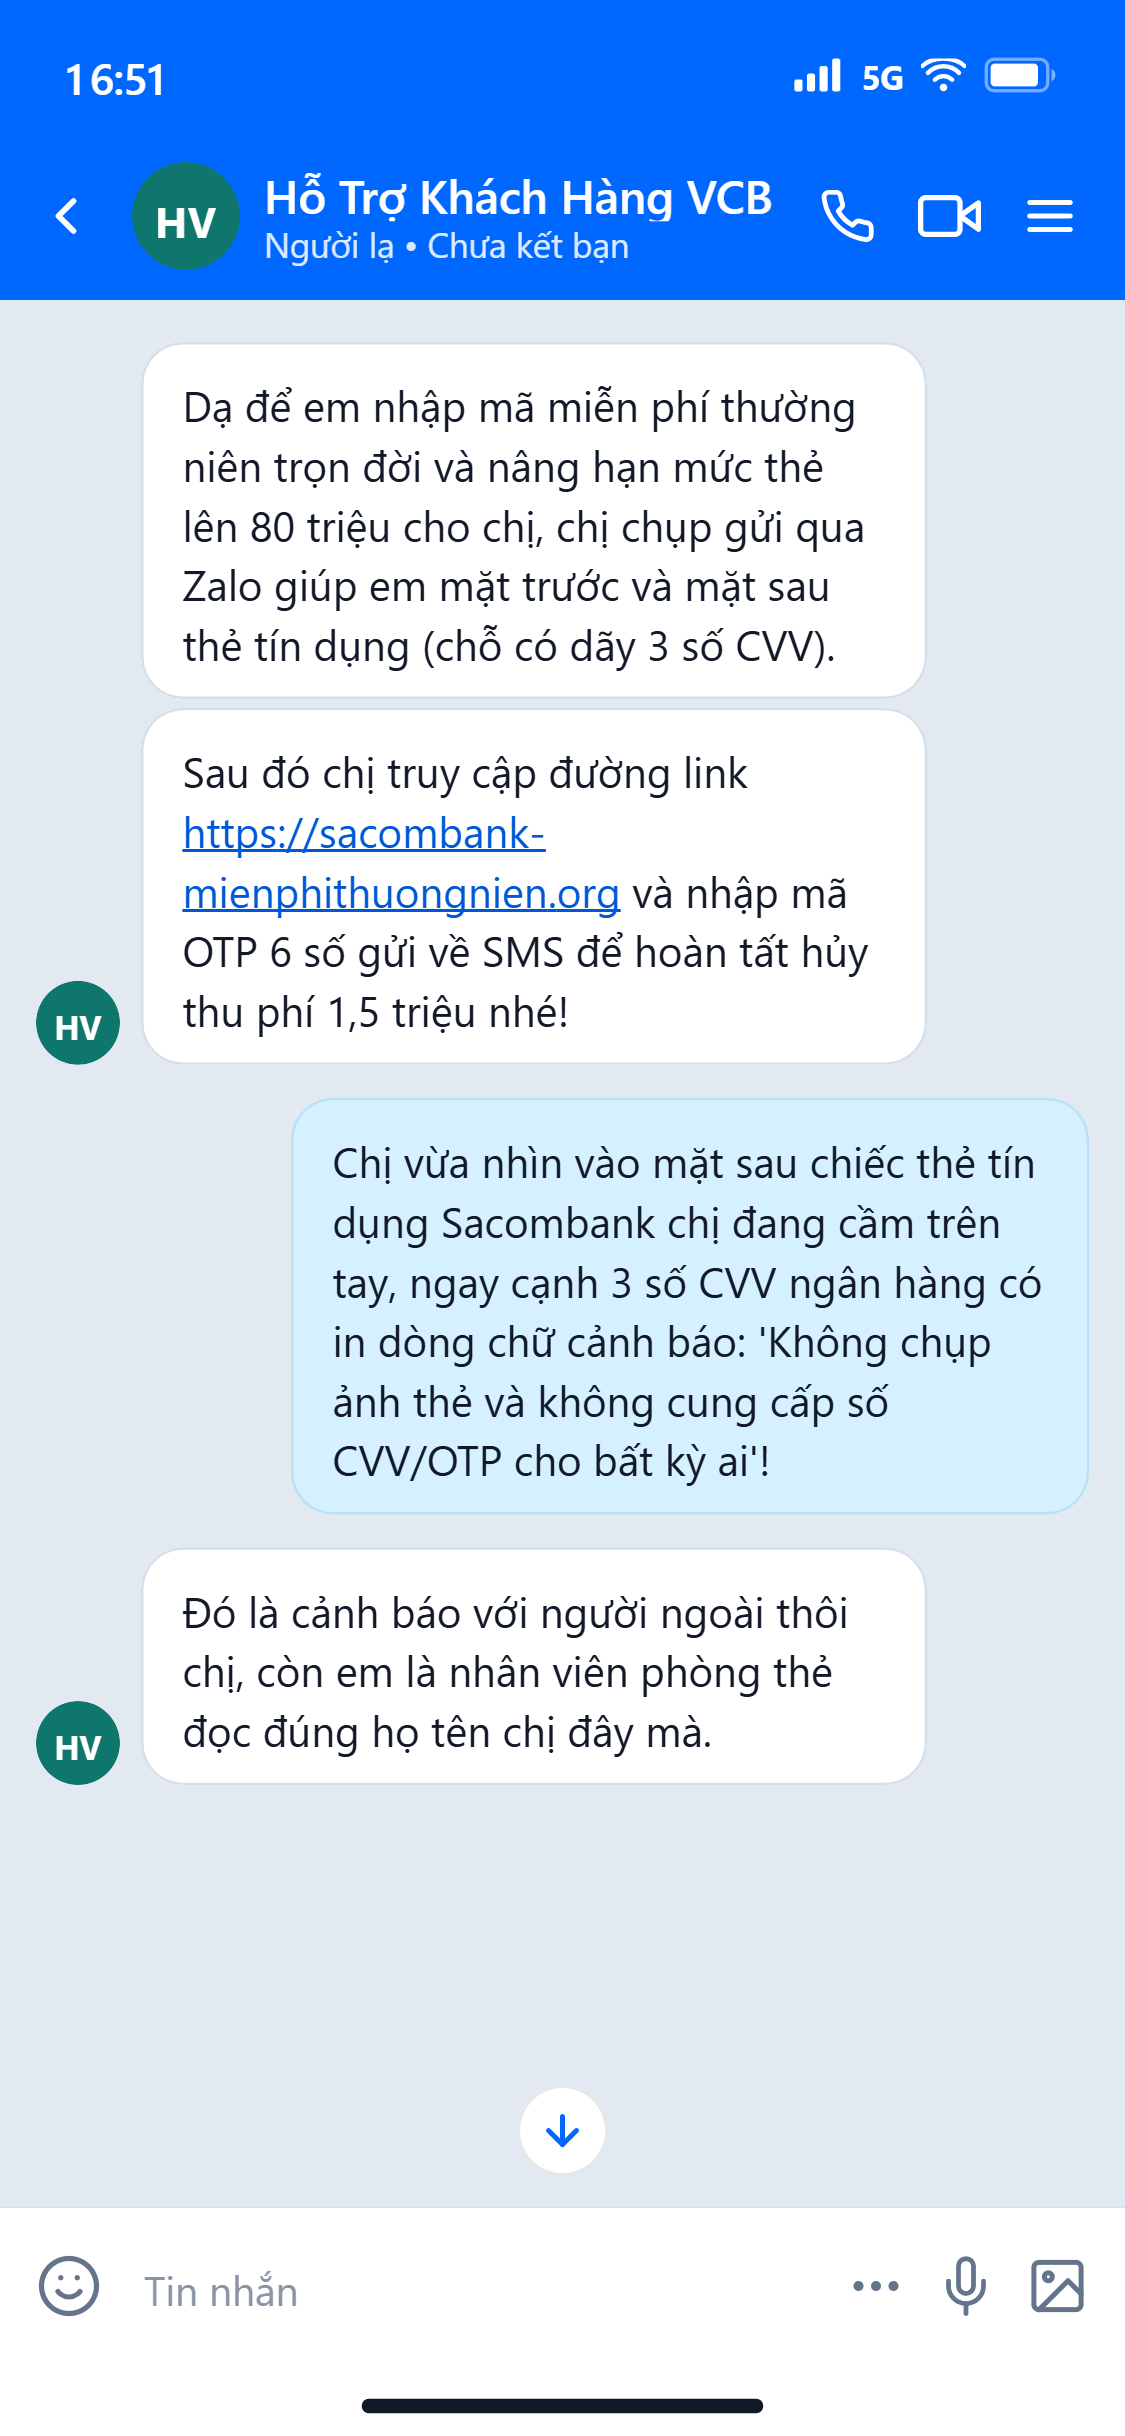 16:51
5G
HV
Hỗ Trợ Khách Hàng VCB
Người lạ • Chưa kết bạn
Dạ để em nhập mã miễn phí thường
niên trọn đời và nâng hạn mức thẻ
lên 80 triệu cho chị, chị chụp gửi qua
Zalo giúp em mặt trước và mặt sau
thẻ tín dụng (chỗ có dãy 3 số CVV).
Sau đó chị truy cập đường link
https://sacombank-
mienphithuongnien.org và nhập mã
OTP 6 số gửi về SMS để hoàn tất hủy
thu phí 1,5 triệu nhé!
HV
Chị vừa nhìn vào mặt sau chiếc thẻ tín
dụng Sacombank chị đang cầm trên
tay, ngay cạnh 3 số CVV ngân hàng có
in dòng chữ cảnh báo: 'Không chụp
ảnh thẻ và không cung cấp số
CVV/OTP cho bất kỳ ai'!
Đó là cảnh báo với người ngoài thôi
chị, còn em là nhân viên phòng thẻ
đọc đúng họ tên chị đây mà.
HV
Tin nhắn